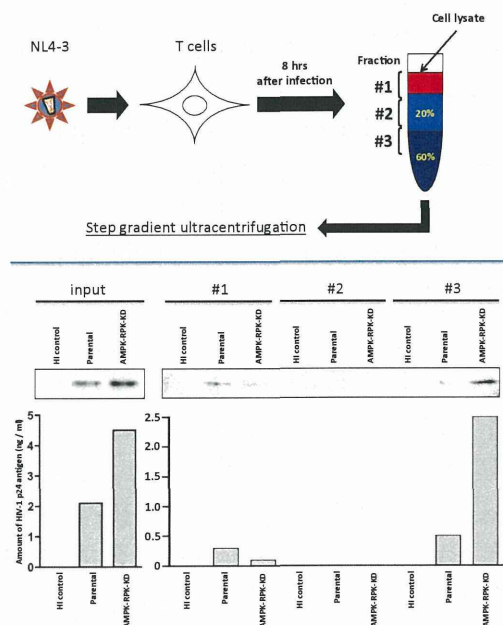 Cell lysate
NL4-3
T cells
8 hrs
after infection
Fraction
#1
#2
20%
#3
60%
Step gradient ultracentrifugation
input
#1
#2
#3
HI control
Parental
AMPK-RPK-KD
HI control
Parental
AMPK-RPK-KD
HI control
Parental
AMPK-RPK-KD
HI control
Parental
AMPK-RPK-KD
Amount of HIV-1 p24 antigen (ng / ml)
5
4
3
2
1
0
2.5
2.0
1.5
1.0
0.5
0
HI control
Parental
AMPK-RPK-KD
HI control
Parental
AMPK-RPK-KD
HI control
Parental
AMPK-RPK-KD
HI control
Parental
AMPK-RPK-KD